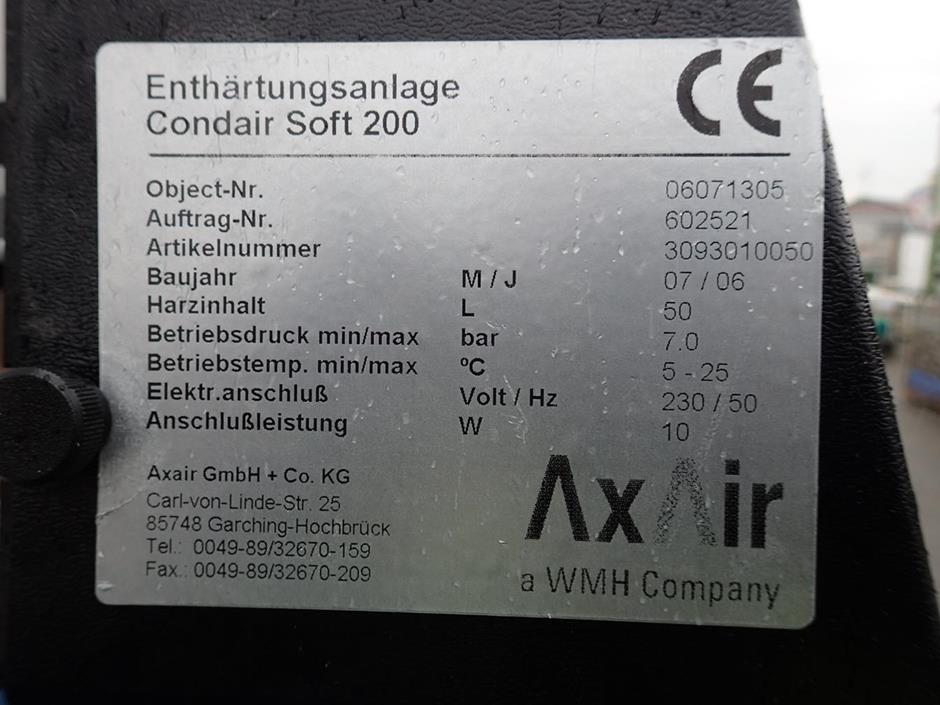 Enthärtungsanlage
Condair Soft 200
CE
Object-Nr. 06071305
Auftrag-Nr. 602521
Artikelnummer 3093010050
Baujahr M / J 07 / 06
Harzinhalt L 50
Betriebsdruck min/max bar 7.0
Betriebstemp. min/max ºC 5 - 25
Elektr.anschluß Volt / Hz 230 / 50
Anschlußleistung W 10
Axair GmbH + Co. KG
Carl-von-Linde-Str. 25
85748 Garching-Hochbrück
Tel.: 0049-89/32670-159
Fax.: 0049-89/32670-209
AxAir
a WMH Company